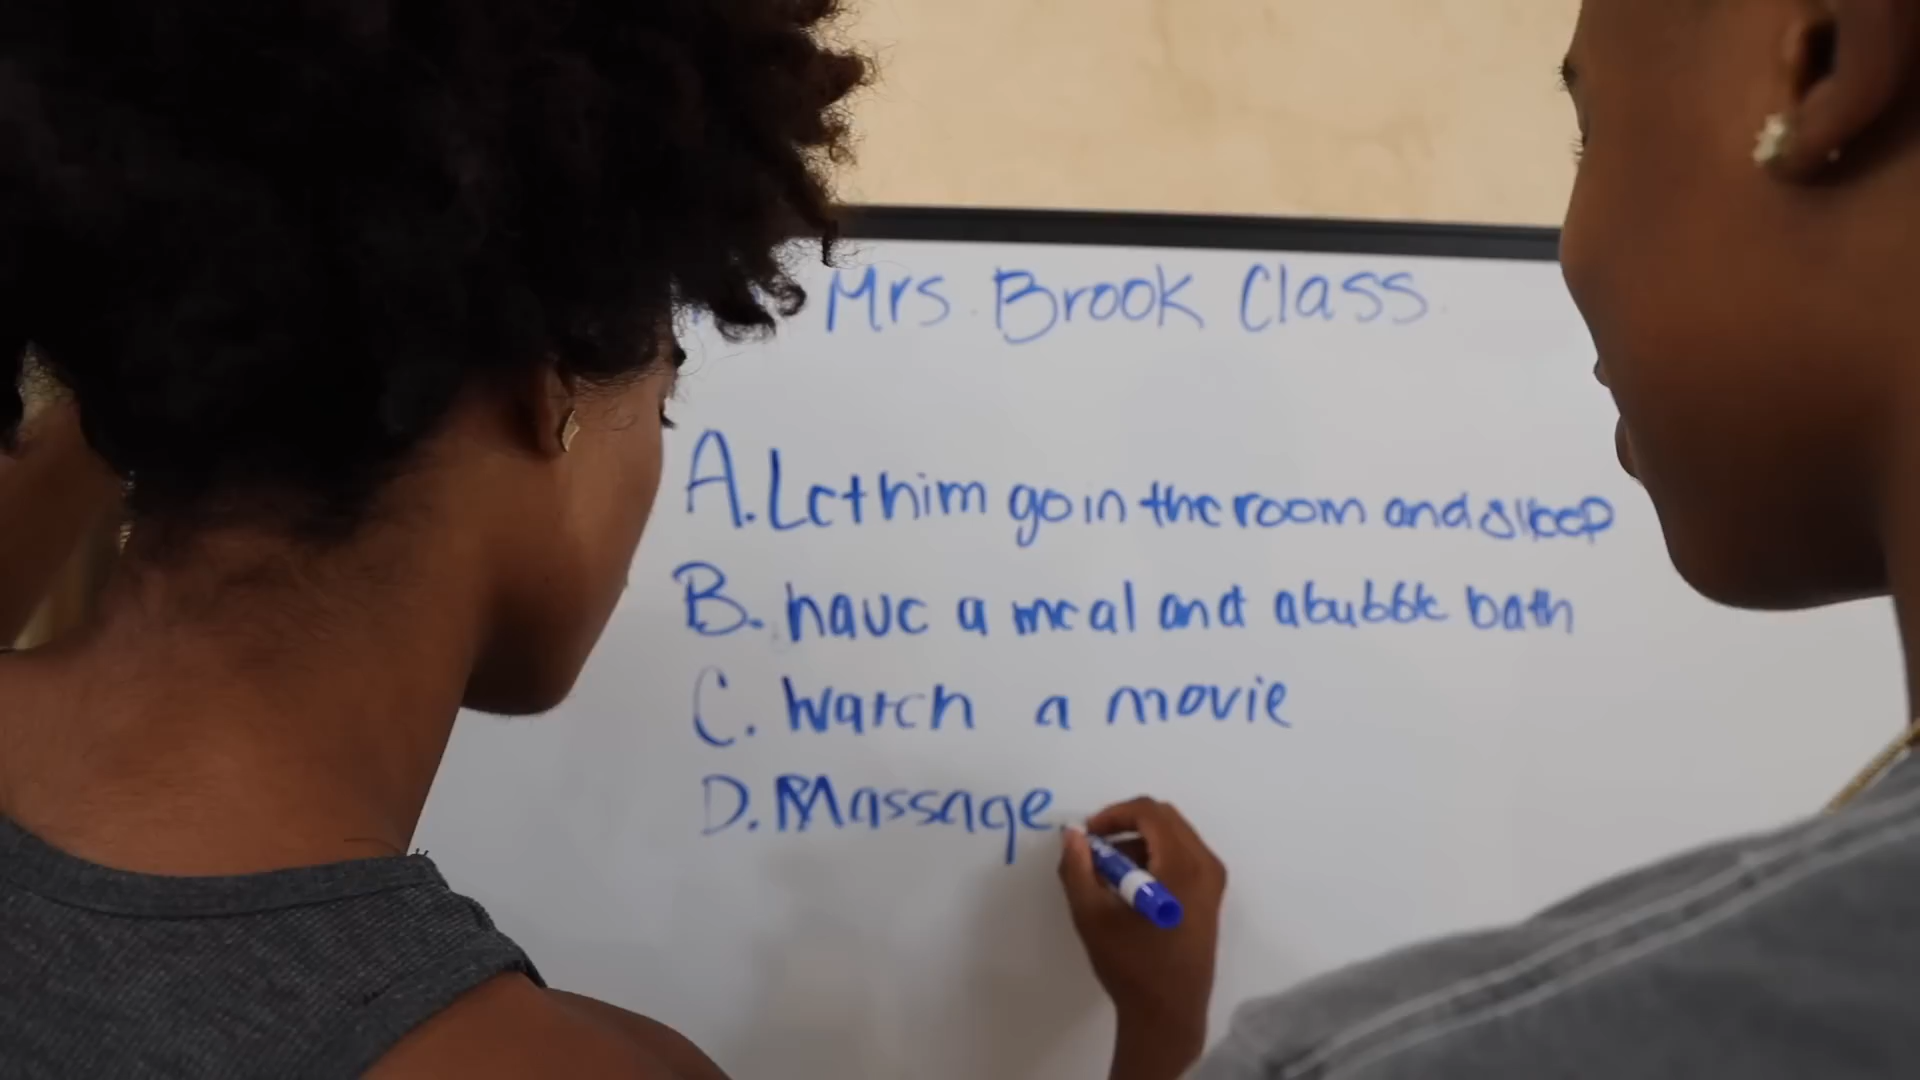 Mrs. Brook Class
A. Let him go in the room and sleep
B. have a meal and a bubble bath
C. Watch a movie
D. Massage